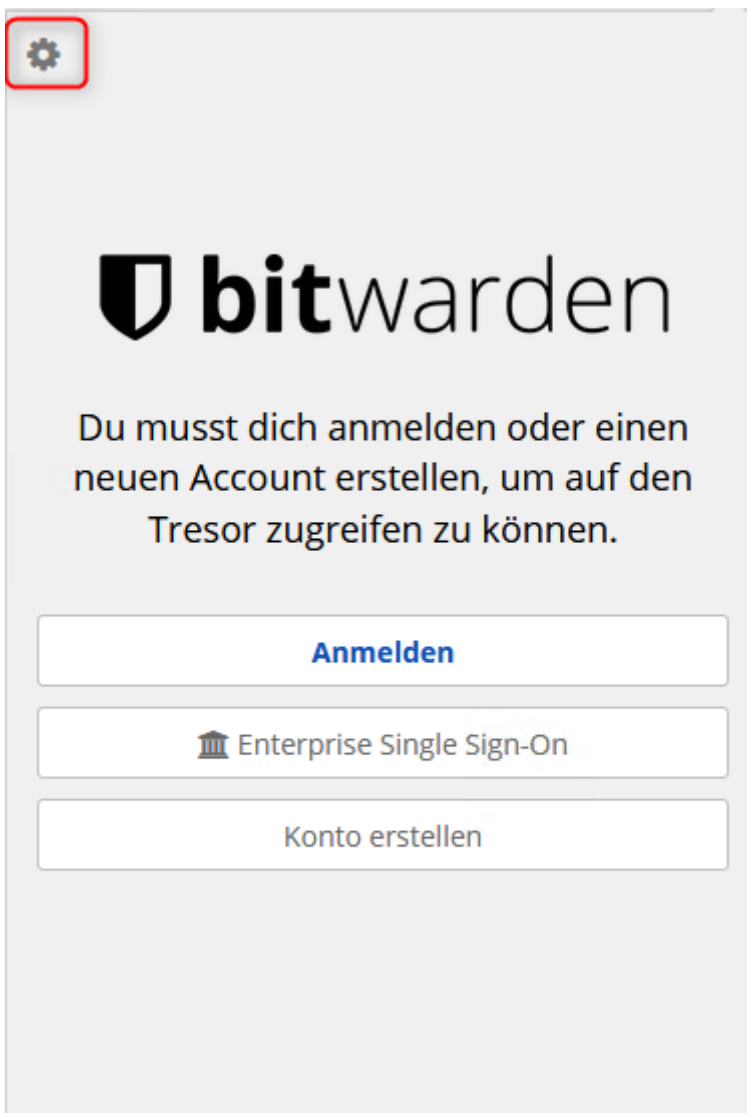 bitwarden
Du musst dich anmelden oder einen
neuen Account erstellen, um auf den
Tresor zugreifen zu können.
Anmelden
Enterprise Single Sign-On
Konto erstellen